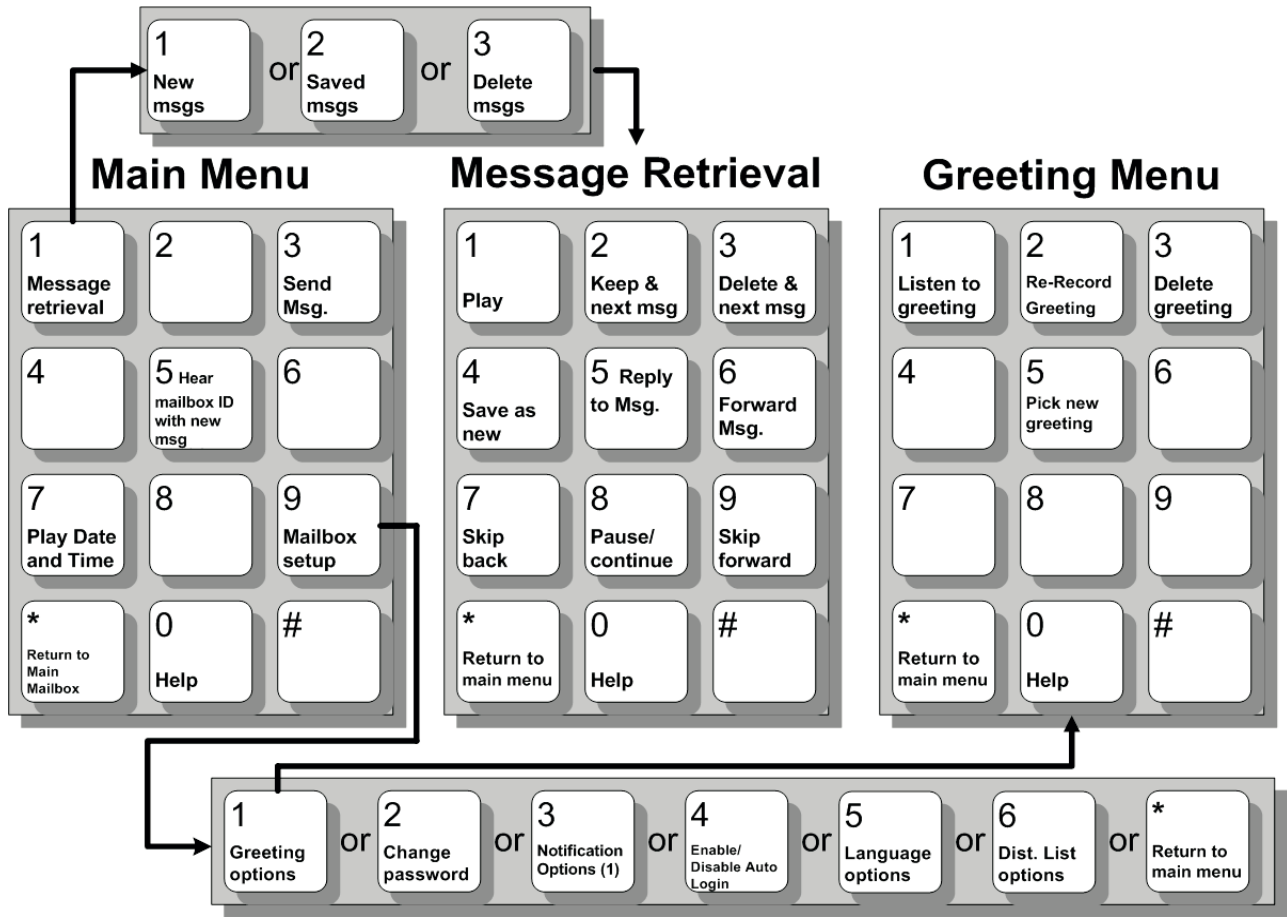 1
New
msgs
or
2
Saved
msgs
or
3
Delete
msgs
Main Menu
1
Message
retrieval
2
3
Send
Msg.
4
5 Hear
mailbox ID
with new
msg
6
7
Play Date
and Time
8
9
Mailbox
setup
*
Return to
Main
Mailbox
0
Help
#
Message Retrieval
1
Play
2
Keep &
next msg
3
Delete &
next msg
4
Save as
new
5 Reply
to Msg.
6
Forward
Msg.
7
Skip
back
8
Pause/
continue
9
Skip
forward
*
Return to
main menu
0
Help
#
Greeting Menu
1
Listen to
greeting
2
Re-Record
Greeting
3
Delete
greeting
4
5
Pick new
greeting
6
7
8
9
*
Return to
main menu
0
Help
#
1
Greeting
options
or
2
Change
password
or
3
Notification
Options (1)
or
4
Enable/
Disable Auto
Login
or
5
Language
options
or
6
Dist. List
options
or
*
Return to
main menu